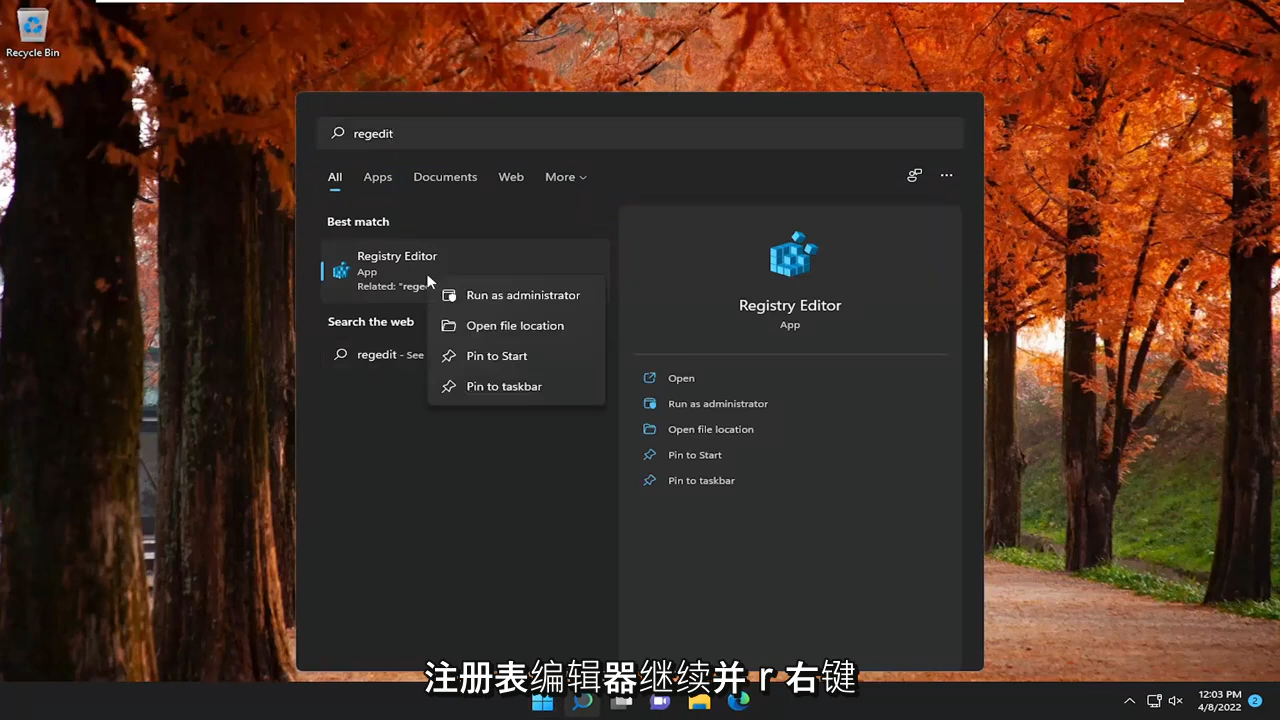 Recycle Bin
regedit
All Apps Documents Web More
Best match
Registry Editor
App
Related: "rege
Search the web
regedit - See
Run as administrator
Open file location
Pin to Start
Pin to taskbar
Registry Editor
App
Open
Run as administrator
Open file location
Pin to Start
Pin to taskbar
注册表编辑器继续并 r 右键
12:03 PM
4/8/2022
2